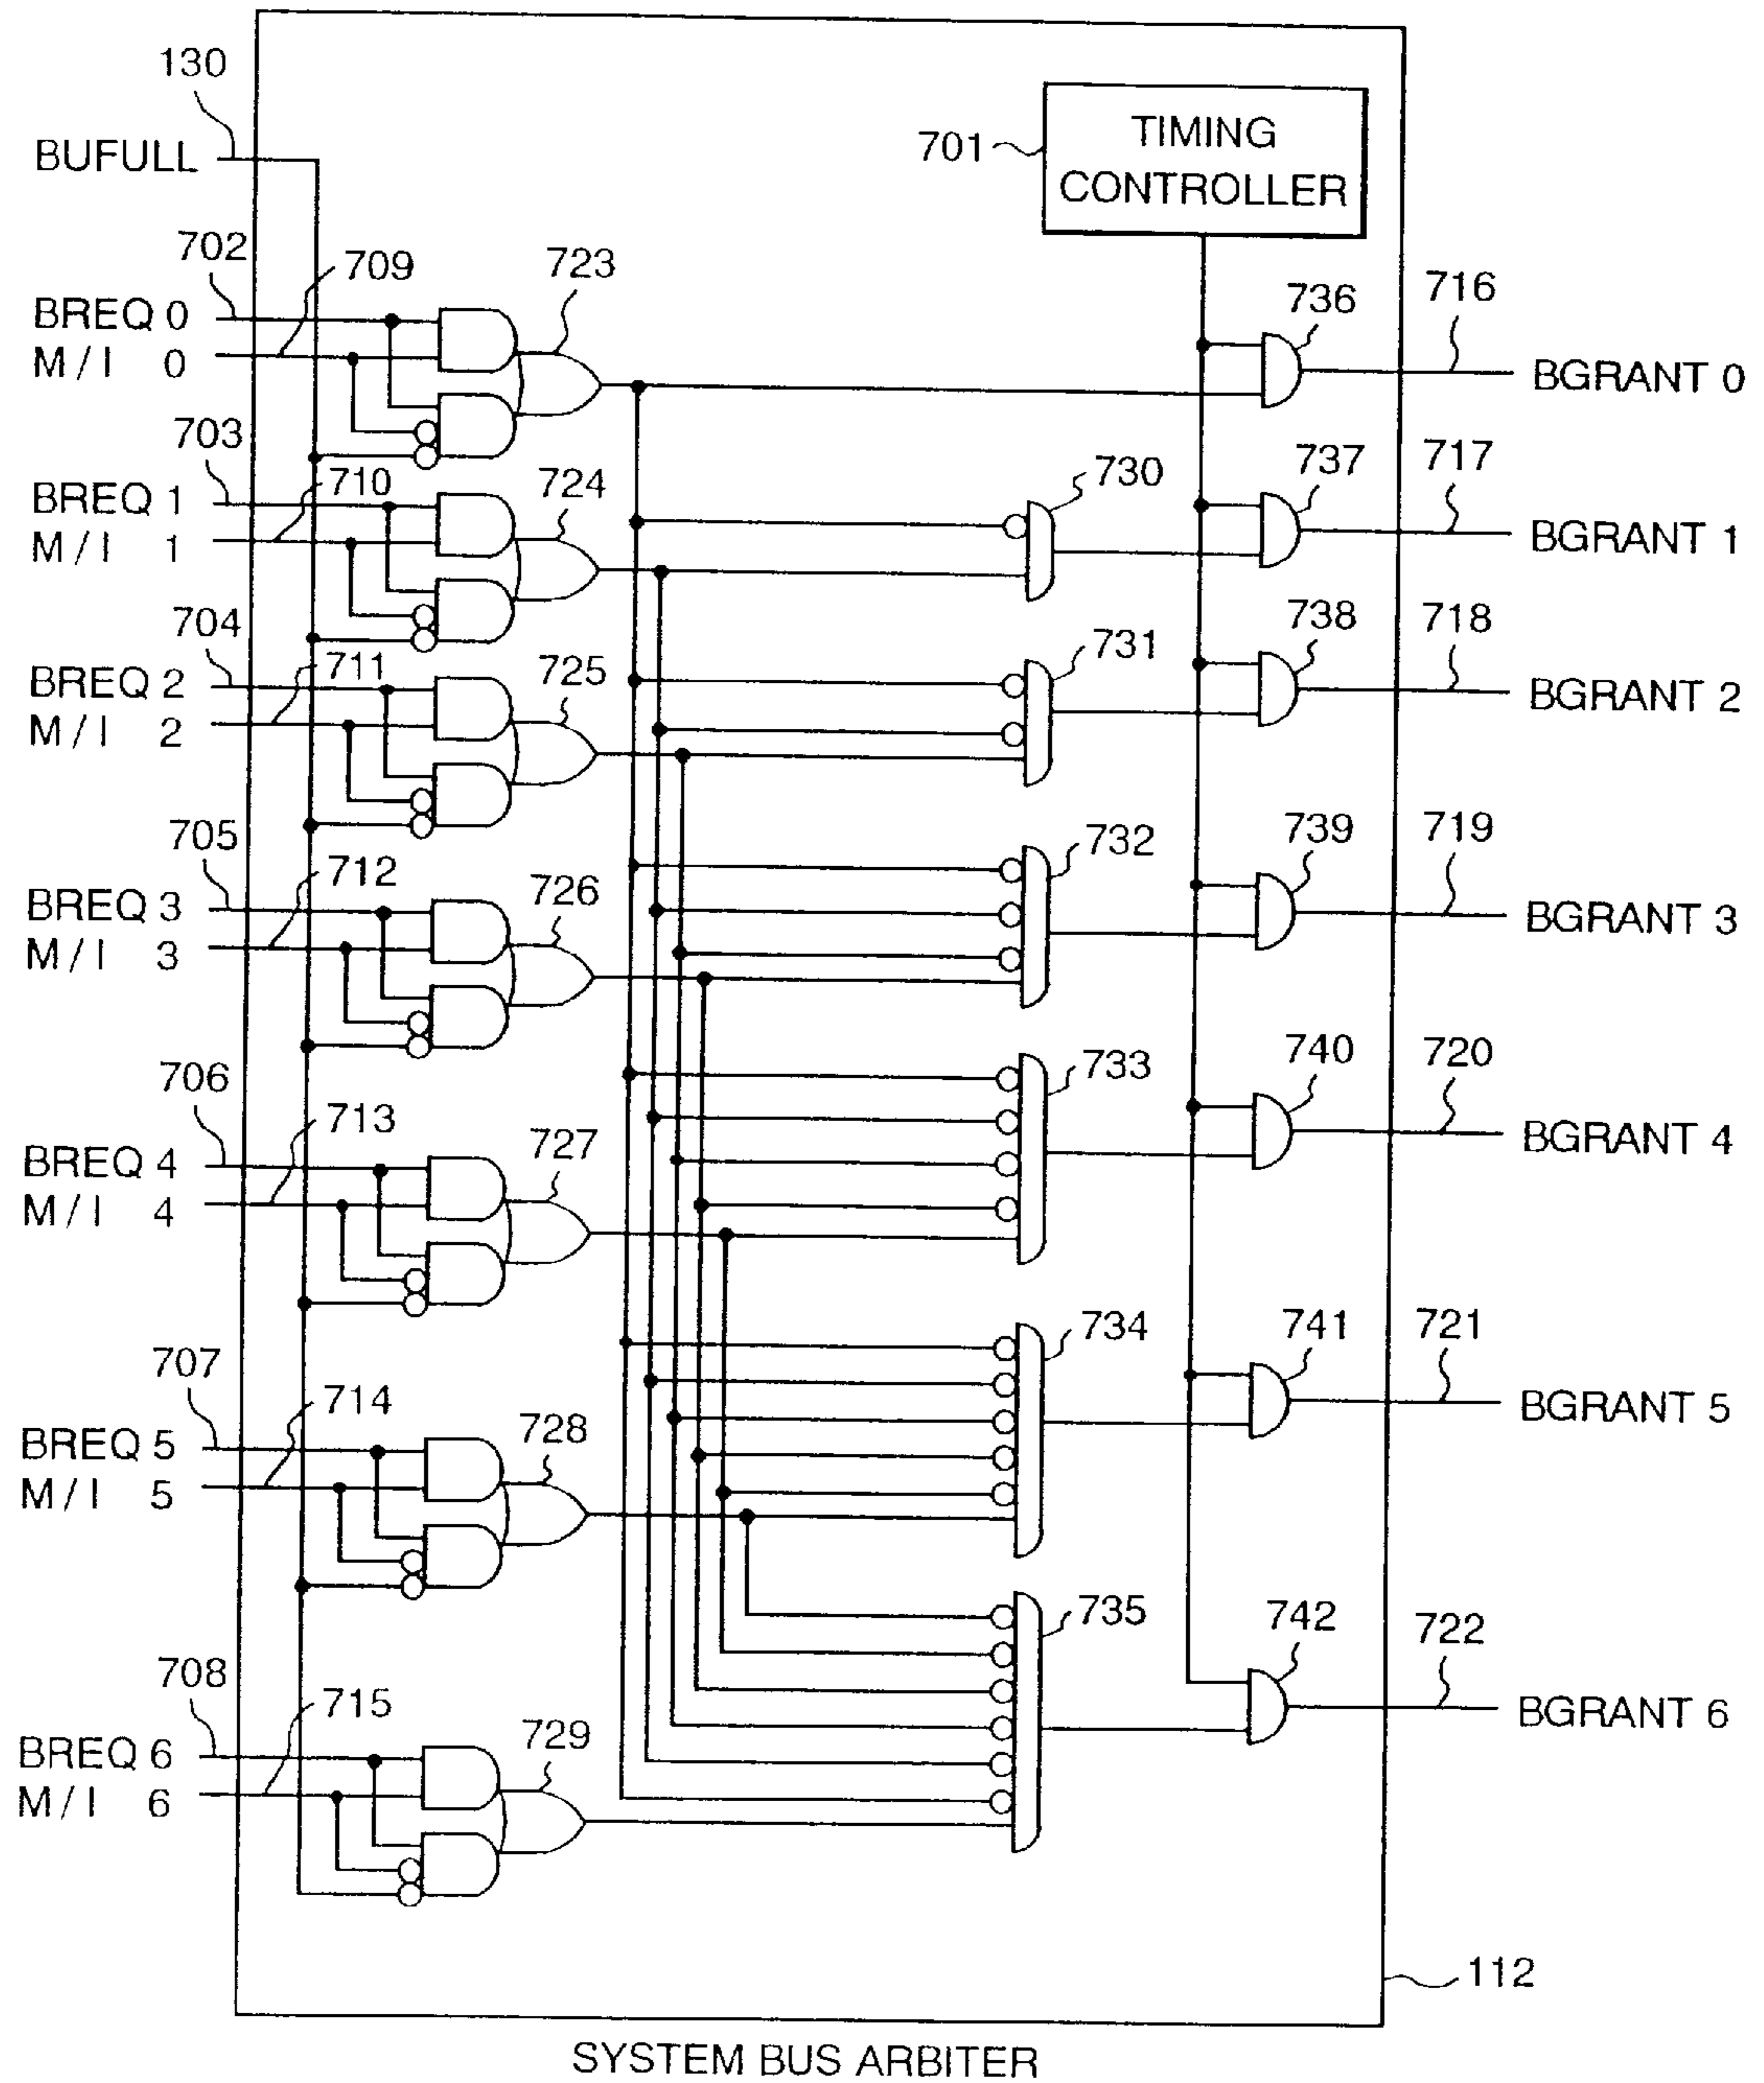 130
BUFULL
701
TIMING
CONTROLLER
702
709
723
BREQ 0
M / I 0
736
716
BGRANT 0
703
710
724
BREQ 1
M / I 1
730
737
717
BGRANT 1
704
711
725
BREQ 2
M / I 2
731
738
718
BGRANT 2
705
712
726
BREQ 3
M / I 3
732
739
719
BGRANT 3
706
713
727
BREQ 4
M / I 4
733
740
720
BGRANT 4
707
714
728
BREQ 5
M / I 5
734
741
721
BGRANT 5
708
715
729
BREQ 6
M / I 6
735
742
722
BGRANT 6
112
SYSTEM BUS ARBITER